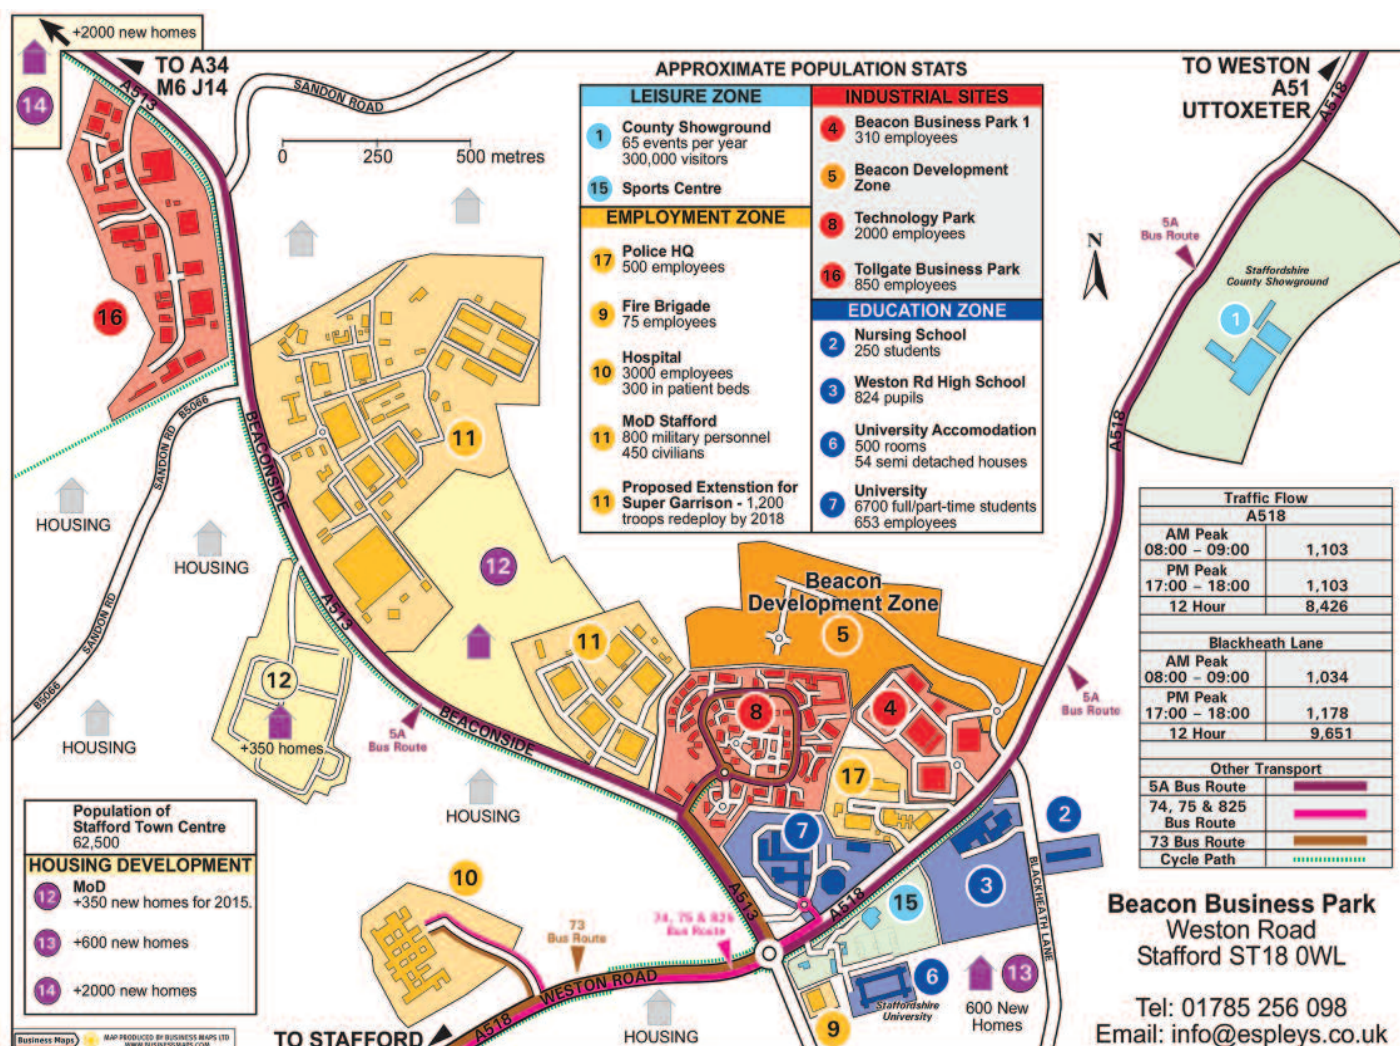 +2000 new homes
14
TO A34
M6 J14
A513
SANDON ROAD
0 250 500 metres
16
APPROXIMATE POPULATION STATS
LEISURE ZONE
1 County Showground
65 events per year
300,000 visitors
15 Sports Centre
EMPLOYMENT ZONE
17 Police HQ
500 employees
9 Fire Brigade
75 employees
10 Hospital
3000 employees
300 in patient beds
11 MoD Stafford
800 military personnel
450 civilians
11 Proposed Extenstion for
Super Garrison - 1,200
troops redeploy by 2018
INDUSTRIAL SITES
4 Beacon Business Park 1
310 employees
5 Beacon Development
Zone
8 Technology Park
2000 employees
16 Tollgate Business Park
850 employees
EDUCATION ZONE
2 Nursing School
250 students
3 Weston Rd High School
824 pupils
6 University Accomodation
500 rooms
54 semi detached houses
7 University
6700 full/part-time students
653 employees
TO WESTON
A51
UTTOXETER
A518
N
5A
Bus Route
Staffordshire
County Showground
1
A518
SANDON RD B5066
BEACONSIDE
11
HOUSING
HOUSING
12
A513
SANDON RD
B5066
HOUSING
12
+350 homes
5A
Bus Route
BEACONSIDE
11
HOUSING
Beacon
Development Zone
5
8
4
17
7
5A
Bus Route
2
3
BLACKHEATH LANE
15
A518
A513
74, 75 & 825
Bus Route
73
Bus Route
10
WESTON ROAD
A518
TO STAFFORD
HOUSING
9
6
Staffordshire
University
13
600 New
Homes
Traffic Flow
A518
AM Peak
08:00 – 09:00 1,103
PM Peak
17:00 – 18:00 1,103
12 Hour 8,426
Blackheath Lane
AM Peak
08:00 – 09:00 1,034
PM Peak
17:00 – 18:00 1,178
12 Hour 9,651
Other Transport
5A Bus Route
74, 75 & 825
Bus Route
73 Bus Route
Cycle Path
Population of
Stafford Town Centre
62,500
HOUSING DEVELOPMENT
12 MoD
+350 new homes for 2015.
13 +600 new homes
14 +2000 new homes
Business Maps
MAP PRODUCED BY BUSINESS MAPS LTD
WWW.BUSINESSMAPS.COM
Beacon Business Park
Weston Road
Stafford ST18 0WL
Tel: 01785 256 098
Email: info@espleys.co.uk